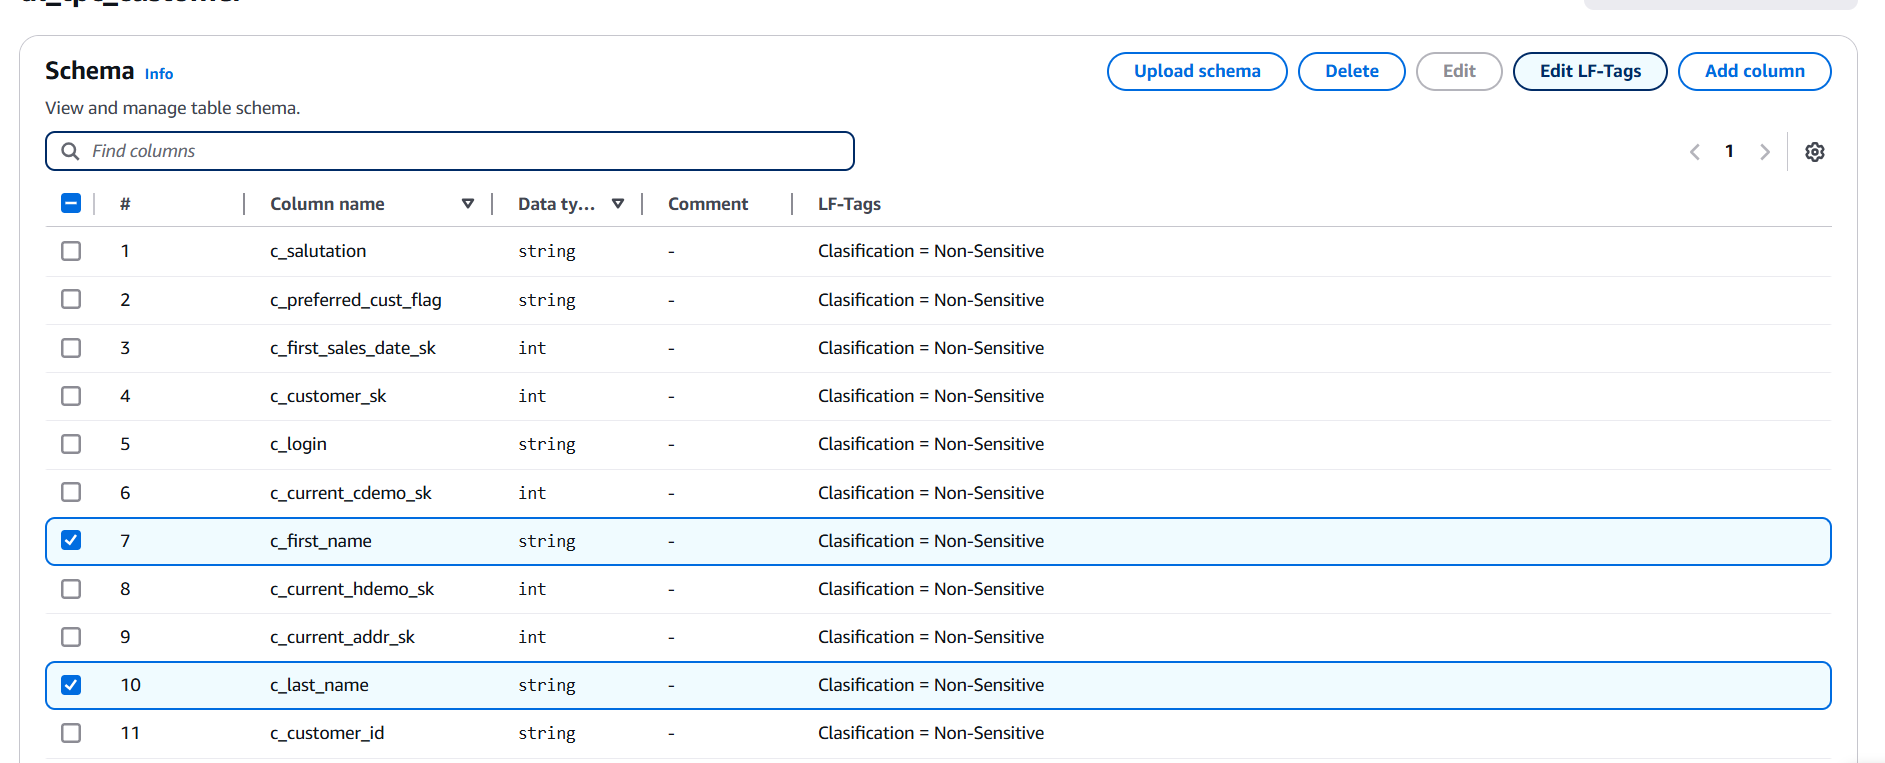 Schema Info
Upload schema Delete Edit Edit LF-Tags Add column
View and manage table schema.
Find columns
1
# Column name Data ty... Comment LF-Tags
1 c_salutation string - Clasification = Non-Sensitive
2 c_preferred_cust_flag string - Clasification = Non-Sensitive
3 c_first_sales_date_sk int - Clasification = Non-Sensitive
4 c_customer_sk int - Clasification = Non-Sensitive
5 c_login string - Clasification = Non-Sensitive
6 c_current_cdemo_sk int - Clasification = Non-Sensitive
7 c_first_name string - Clasification = Non-Sensitive
8 c_current_hdemo_sk int - Clasification = Non-Sensitive
9 c_current_addr_sk int - Clasification = Non-Sensitive
10 c_last_name string - Clasification = Non-Sensitive
11 c_customer_id string - Clasification = Non-Sensitive